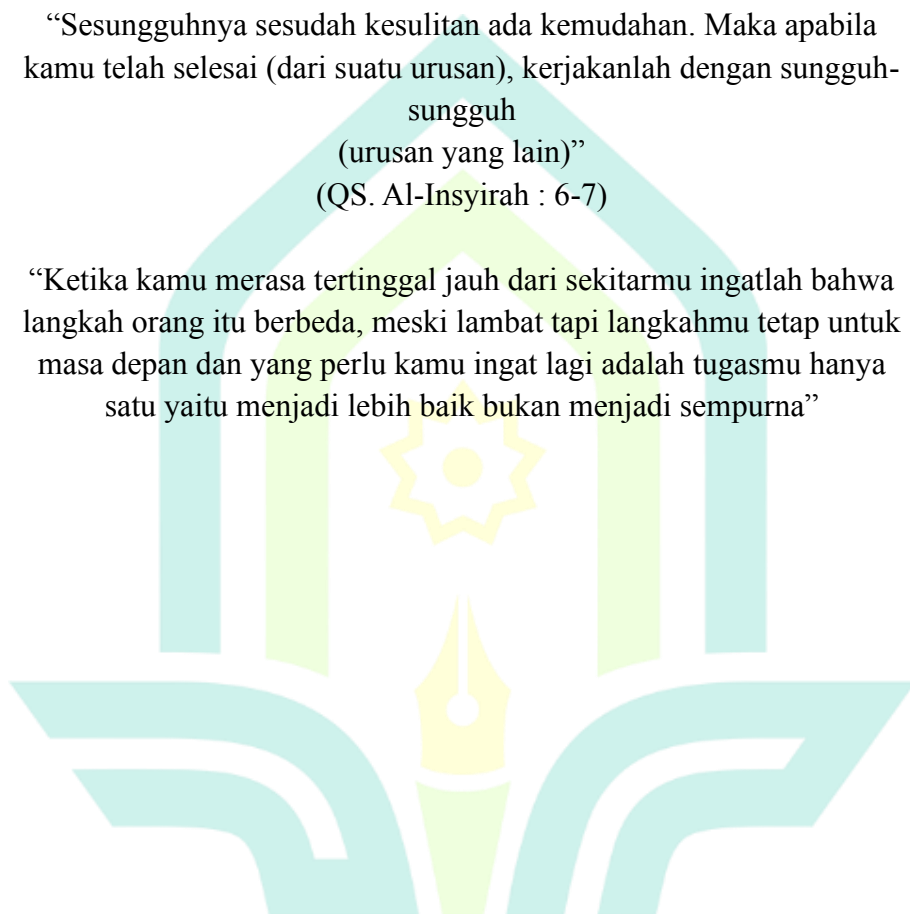 “Sesungguhnya sesudah kesulitan ada kemudahan. Maka apabila
kamu telah selesai (dari suatu urusan), kerjakanlah dengan sungguh-
sungguh
(urusan yang lain)”
(QS. Al-Insyirah : 6-7)
“Ketika kamu merasa tertinggal jauh dari sekitarmu ingatlah bahwa
langkah orang itu berbeda, meski lambat tapi langkahmu tetap untuk
masa depan dan yang perlu kamu ingat lagi adalah tugasmu hanya
satu yaitu menjadi lebih baik bukan menjadi sempurna”